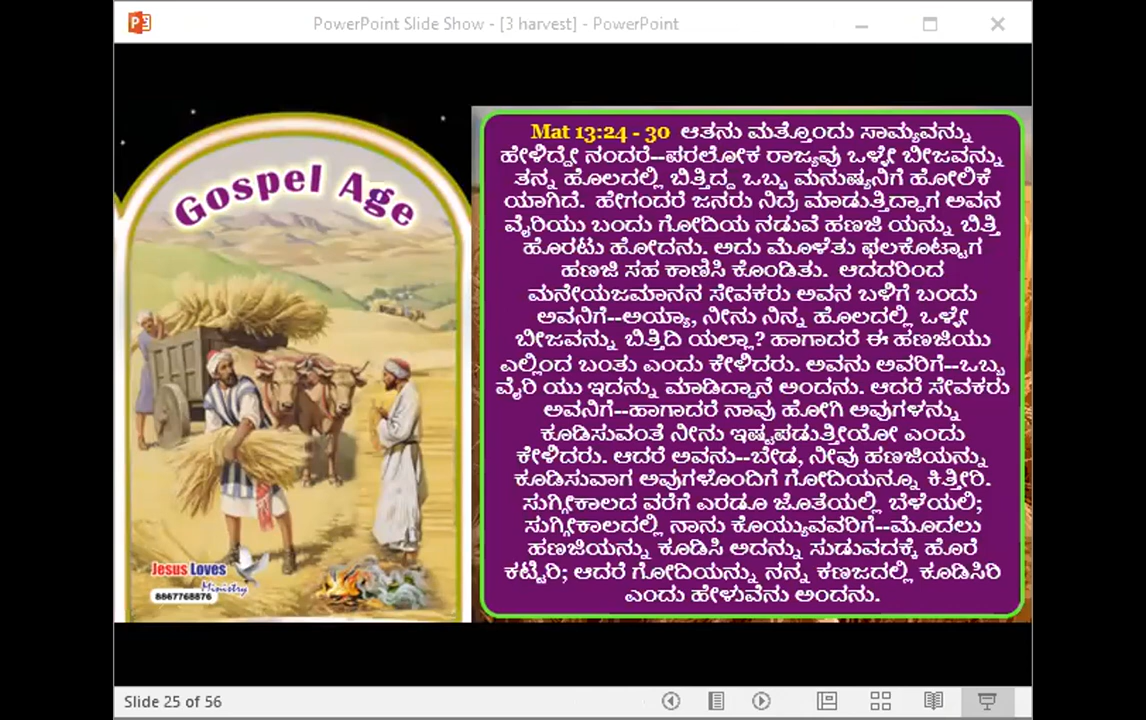 PowerPoint Slide Show - [3 harvest] - PowerPoint
Gospel Age
Mat 13:24 - 30 ಆತನು ಮತ್ತೊಂದು ಸಾಮ್ಯವನ್ನು
ಹೇಳಿದ್ದೇ ನಂದರೆ--ಪರಲೋಕ ರಾಜ್ಯವು ಒಳ್ಳೇ ಬೀಜವನ್ನು
ತನ್ನ ಹೊಲದಲ್ಲಿ ಬಿತ್ತಿದ್ದ ಒಬ್ಬ ಮನುಷ್ಯನಿಗೆ ಹೋಲಿಕೆ
ಯಾಗಿದೆ. ಹೇಗಂದರೆ ಜನರು ನಿದ್ರೆ ಮಾಡುತ್ತಿದ್ದಾಗ ಅವನ
ವೈರಿಯು ಬಂದು ಗೋದಿಯ ನಡುವೆ ಹಣಜಿ ಯನ್ನು ಬಿತ್ತಿ
ಹೊರಟು ಹೋದನು. ಅದು ಮೊಳೆತು ಫಲಕೊಟ್ಟಾಗ
ಹಣಜಿ ಸಹ ಕಾಣಿಸಿ ಕೊಂಡಿತು. ಆದದರಿಂದ
ಮನೇಯಜಮಾನನ ಸೇವಕರು ಅವನ ಬಳಿಗೆ ಬಂದು
ಅವನಿಗೆ--ಅಯ್ಯಾ, ನೀನು ನಿನ್ನ ಹೊಲದಲ್ಲಿ ಒಳ್ಳೇ
ಬೀಜವನ್ನು ಬಿತ್ತಿದಿ ಯಲ್ಲಾ? ಹಾಗಾದರೆ ಈ ಹಣಜಿಯು
ಎಲ್ಲಿಂದ ಬಂತು ಎಂದು ಕೇಳಿದರು. ಅವನು ಅವರಿಗೆ--ಒಬ್ಬ
ವೈರಿ ಯು ಇದನ್ನು ಮಾಡಿದ್ದಾನೆ ಅಂದನು. ಆದರೆ ಸೇವಕರು
ಅವನಿಗೆ--ಹಾಗಾದರೆ ನಾವು ಹೋಗಿ ಅವುಗಳನ್ನು
ಕೂಡಿಸುವಂತೆ ನೀನು ಇಷ್ಟಪಡುತ್ತೀಯೋ ಎಂದು
ಕೇಳಿದರು. ಆದರೆ ಅವನು--ಬೇಡ, ನೀವು ಹಣಜಿಯನ್ನು
ಕೂಡಿಸುವಾಗ ಅವುಗಳೊಂದಿಗೆ ಗೋದಿಯನ್ನೂ ಕಿತ್ತೀರಿ.
ಸುಗ್ಗೀಕಾಲದ ವರೆಗೆ ಎರಡೂ ಜೊತೆಯಲ್ಲಿ ಬೆಳೆಯಲಿ;
ಸುಗ್ಗೀಕಾಲದಲ್ಲಿ ನಾನು ಕೊಯ್ಯುವವರಿಗೆ--ಮೊದಲು
ಹಣಜಿಯನ್ನು ಕೂಡಿಸಿ ಅದನ್ನು ಸುಡುವದಕ್ಕೆ ಹೊರೆ
ಕಟ್ಟಿರಿ; ಆದರೆ ಗೋದಿಯನ್ನು ನನ್ನ ಕಣಜದಲ್ಲಿ ಕೂಡಿಸಿರಿ
ಎಂದು ಹೇಳುವೆನು ಅಂದನು.
Jesus Loves
Ministry
8867768876
Slide 25 of 56